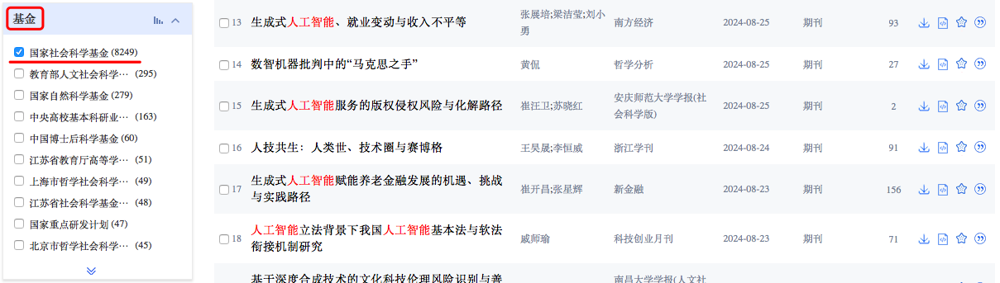 基金
国家社会科学基金 (8249)
教育部人文社会科学… (295)
国家自然科学基金 (279)
中央高校基本科研业… (163)
中国博士后科学基金 (60)
江苏省教育厅高等学… (51)
上海市哲学社会科学… (49)
江苏省社会科学基金… (48)
国家重点研发计划 (47)
北京市哲学社会科学… (45)
13 生成式人工智能、就业变动与收入不平等 张展培;梁洁莹;刘小 南方经济 2024-08-25 期刊 93
勇
14 数智机器批判中的“马克思之手” 黄侃 哲学分析 2024-08-25 期刊 27
15 生成式人工智能服务的版权侵权风险与化解路径 崔汪卫;苏晓红 安庆师范大学学报(社 2024-08-25 期刊 2
会科学版)
16 人技共生：人类世、技术圈与赛博格 王昊晟;李恒威 浙江学刊 2024-08-24 期刊 91
17 生成式人工智能赋能养老金融发展的机遇、挑战 崔开昌;张星辉 新金融 2024-08-23 期刊 156
与实践路径
18 人工智能立法背景下我国人工智能基本法与软法 戚师瑜 科技创业月刊 2024-08-23 期刊 71
衔接机制研究
基于深度合成技术的文化科技伦理风险识别与善 南昌大学学报(人文社